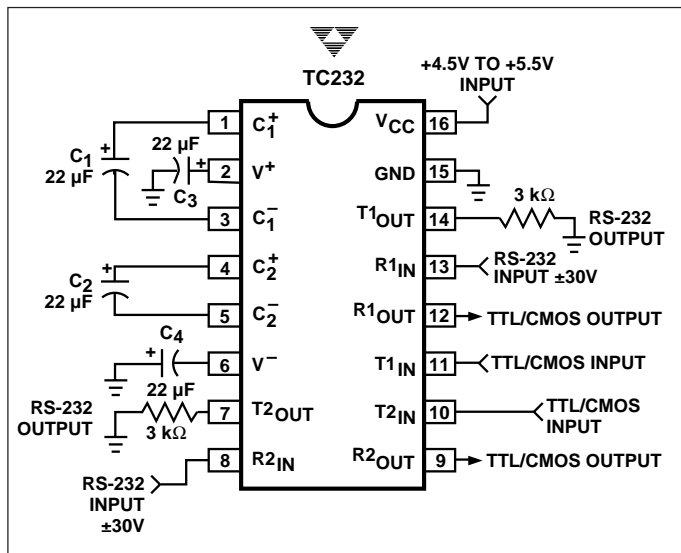 TC232
+4.5V TO +5.5V
INPUT
C1
22 µF
+
1
C1+
22 µF
+
C3
2
V+
3
C1−
C2
22 µF
+
4
C2+
5
C2−
C4
+
22 µF
6
V−
RS-232
OUTPUT
3 kΩ
7
T2OUT
RS-232
INPUT
±30V
8
R2IN
VCC
16
GND
15
T1OUT
14
3 kΩ
RS-232
OUTPUT
R1IN
13
RS-232
INPUT ±30V
R1OUT
12
TTL/CMOS OUTPUT
T1IN
11
TTL/CMOS INPUT
T2IN
10
TTL/CMOS
INPUT
R2OUT
9
TTL/CMOS OUTPUT